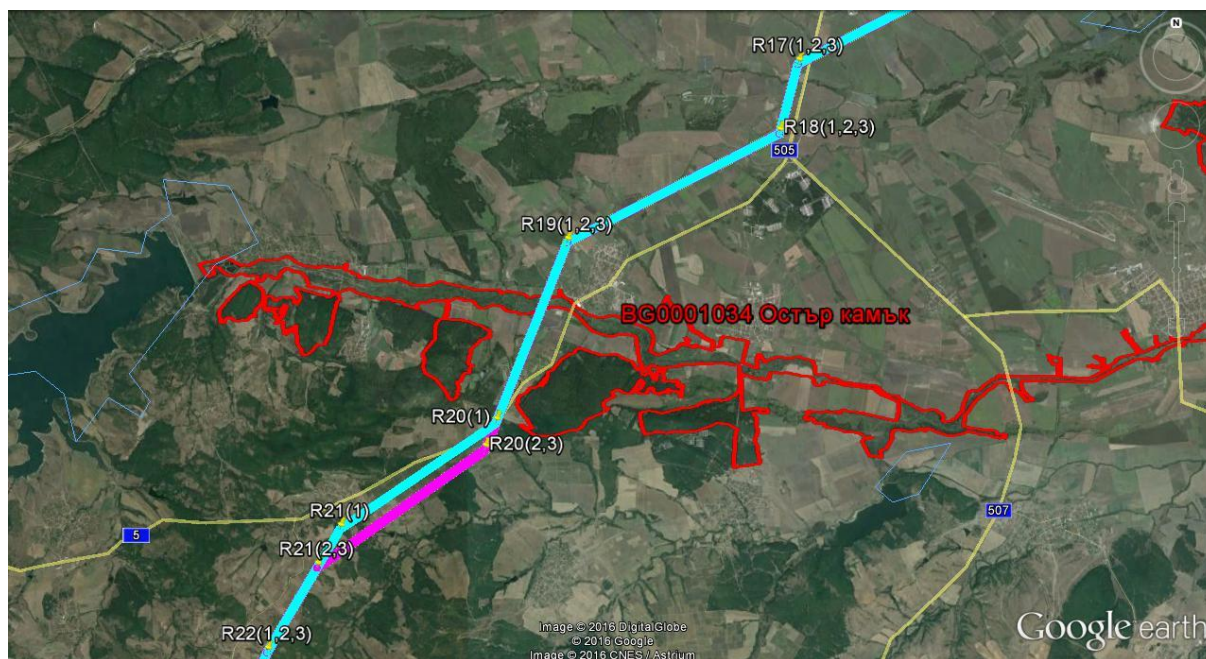 N
R17(1,2,3)
R18(1,2,3)
505
R19(1,2,3)
BG0001034 Остър камък
R20(1)
R20(2,3)
R21(1)
507
5
R21(2,3)
R22(1,2,3)
Image © 2016 DigitalGlobe
© 2016 Google
Image © 2016 CNES / Astrium
Google earth